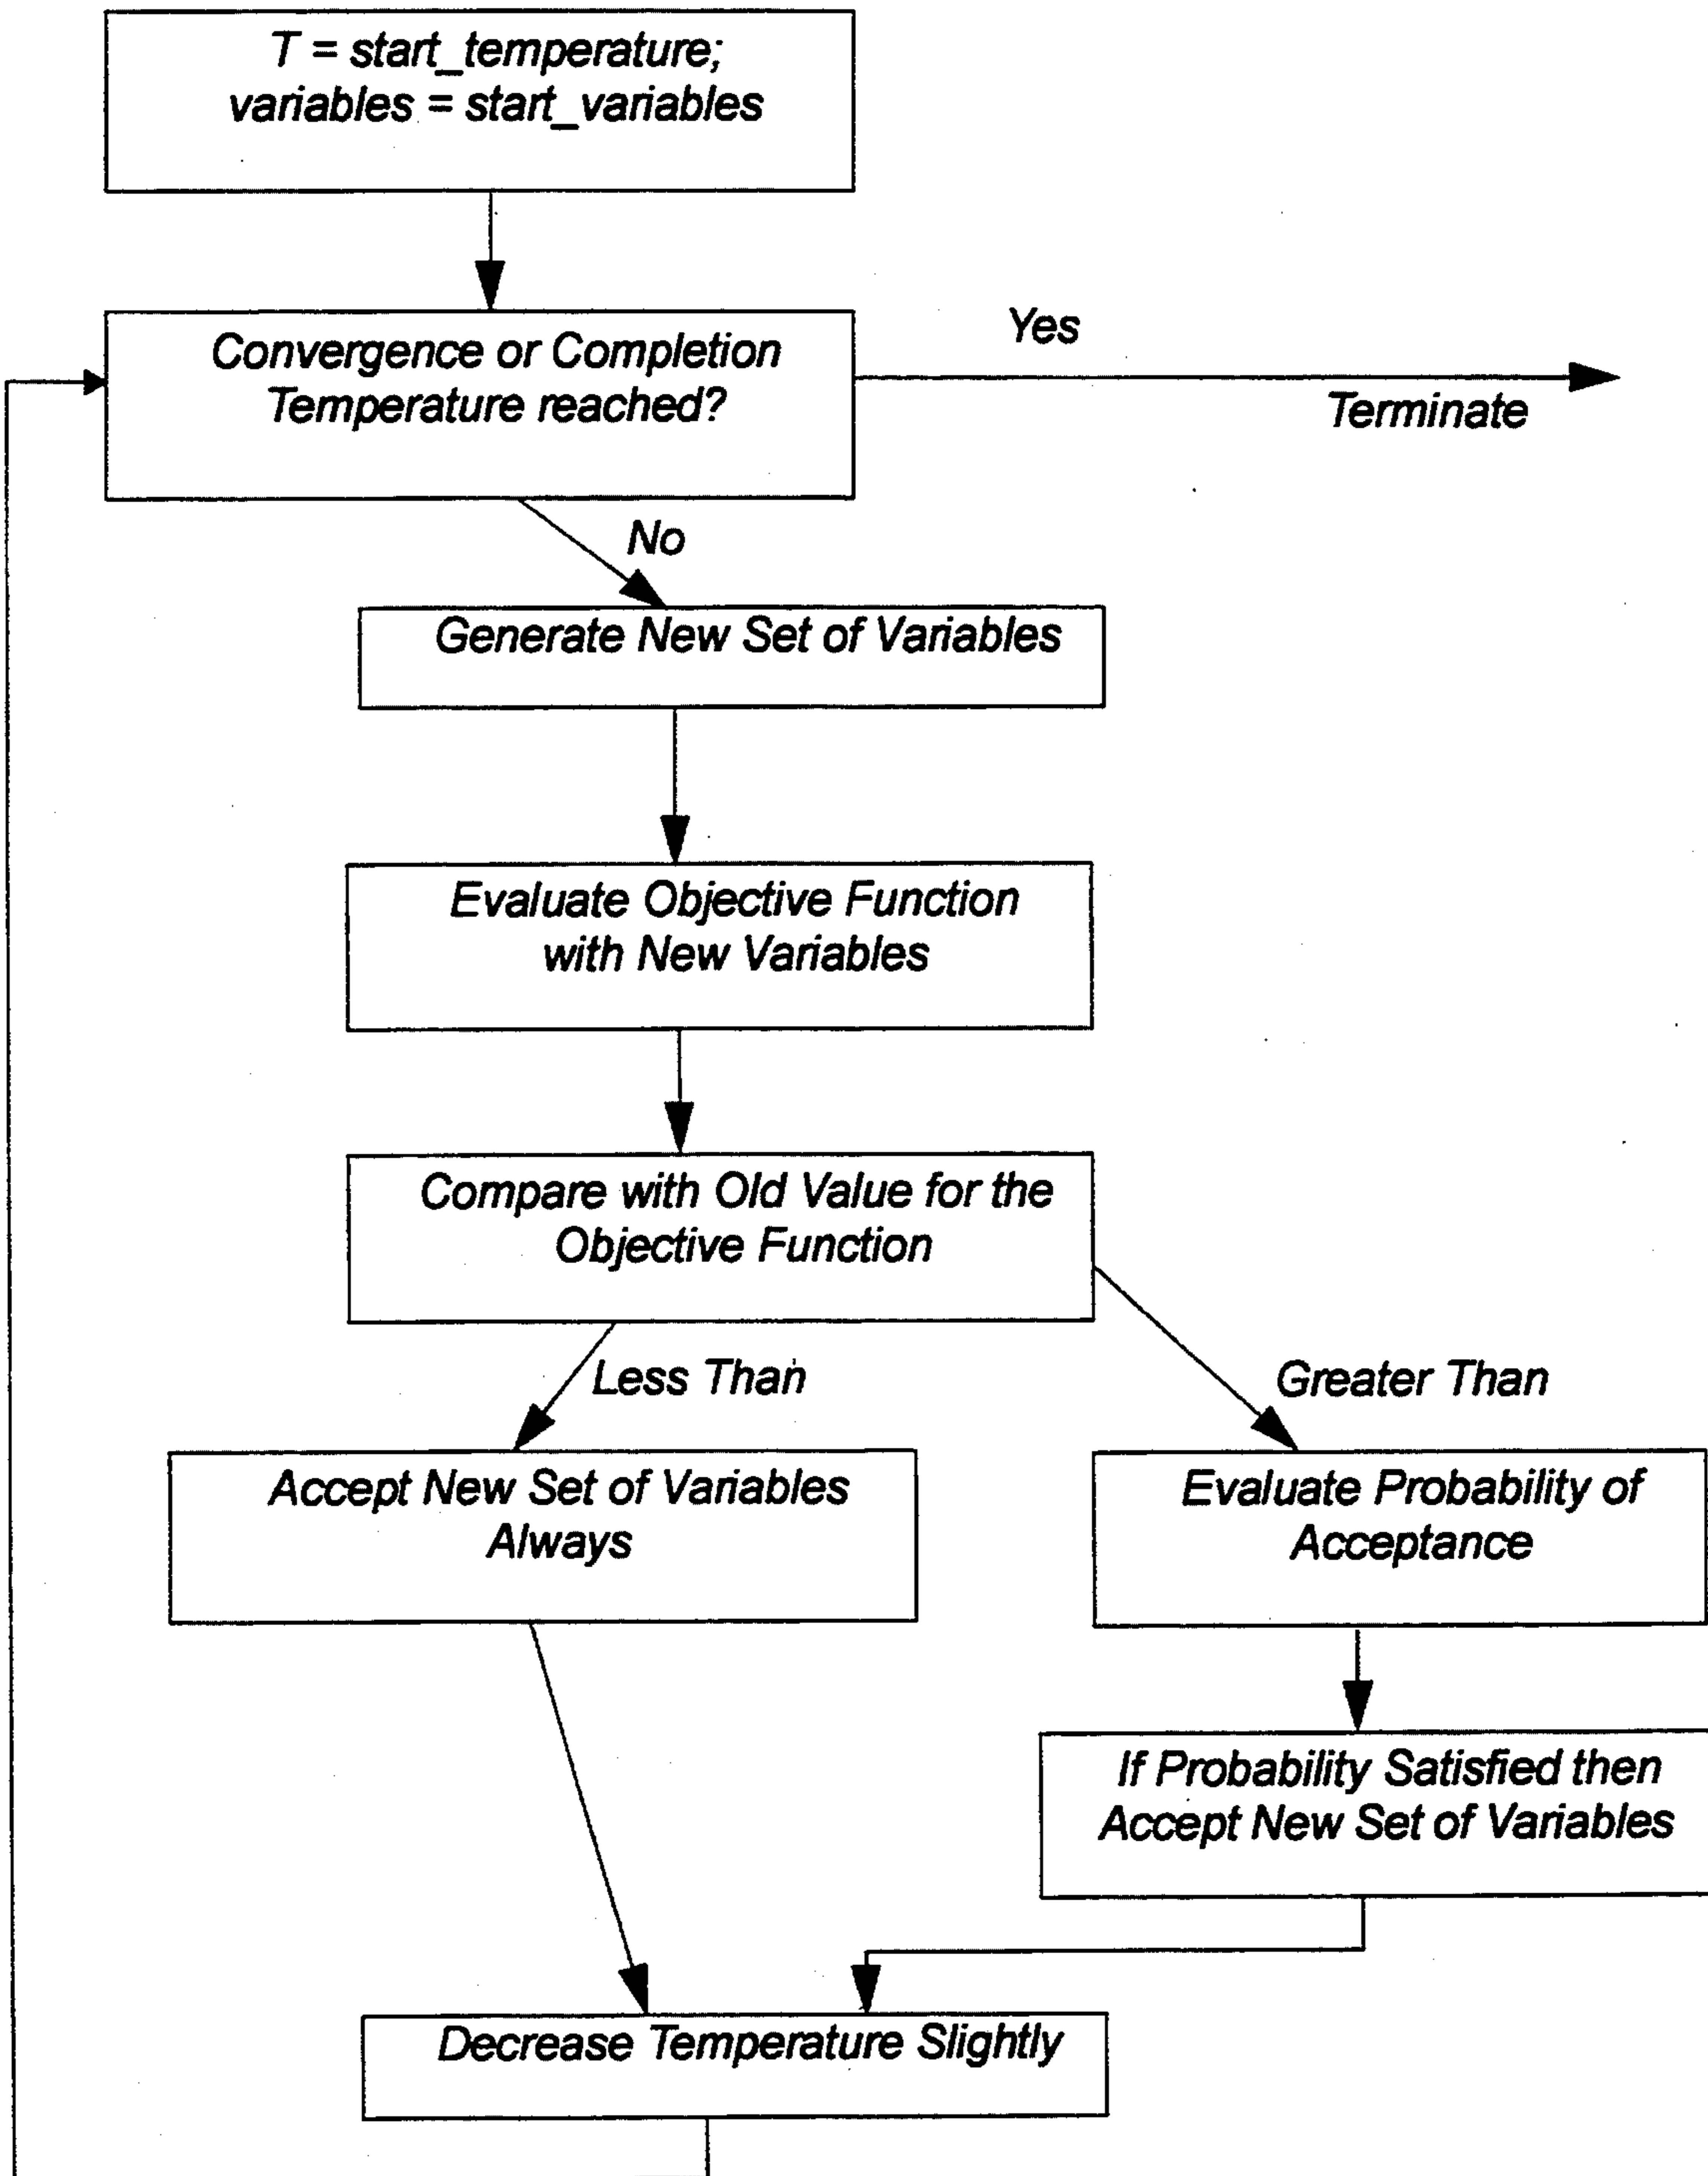 T = start_temperature;
variables = start_variables
Convergence or Completion
Temperature reached?
Yes
Terminate
No
Generate New Set of Variables
Evaluate Objective Function
with New Variables
Compare with Old Value for the
Objective Function
Less Than
Greater Than
Accept New Set of Variables
Always
Evaluate Probability of
Acceptance
If Probability Satisfied then
Accept New Set of Variables
Decrease Temperature Slightly